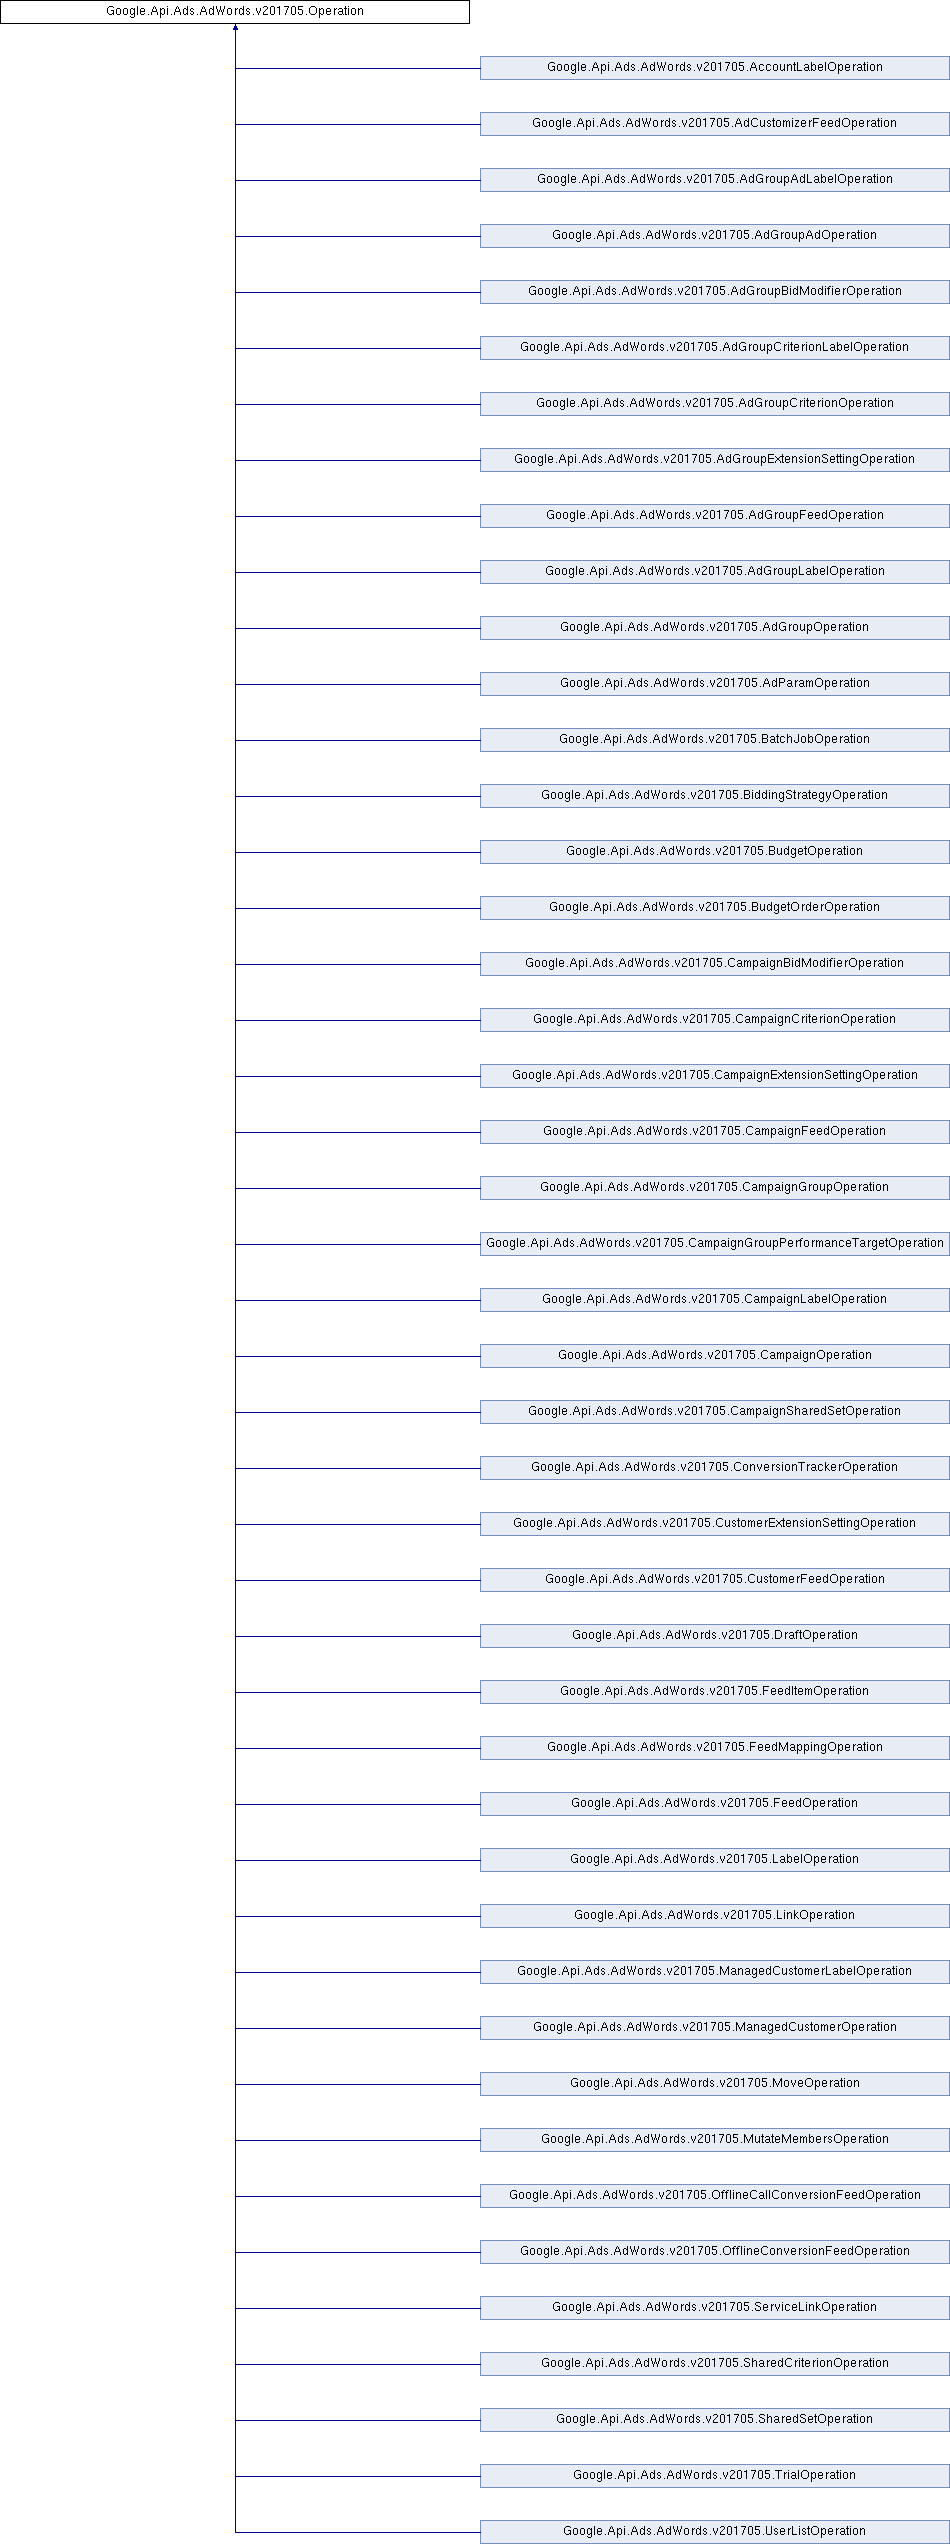 Google.Api.Ads.AdWords.v201705.Operation
Google.Api.Ads.AdWords.v201705.AccountLabelOperation
Google.Api.Ads.AdWords.v201705.AdCustomizerFeedOperation
Google.Api.Ads.AdWords.v201705.AdGroupAdLabelOperation
Google.Api.Ads.AdWords.v201705.AdGroupAdOperation
Google.Api.Ads.AdWords.v201705.AdGroupBidModifierOperation
Google.Api.Ads.AdWords.v201705.AdGroupCriterionLabelOperation
Google.Api.Ads.AdWords.v201705.AdGroupCriterionOperation
Google.Api.Ads.AdWords.v201705.AdGroupExtensionSettingOperation
Google.Api.Ads.AdWords.v201705.AdGroupFeedOperation
Google.Api.Ads.AdWords.v201705.AdGroupLabelOperation
Google.Api.Ads.AdWords.v201705.AdGroupOperation
Google.Api.Ads.AdWords.v201705.AdParamOperation
Google.Api.Ads.AdWords.v201705.BatchJobOperation
Google.Api.Ads.AdWords.v201705.BiddingStrategyOperation
Google.Api.Ads.AdWords.v201705.BudgetOperation
Google.Api.Ads.AdWords.v201705.BudgetOrderOperation
Google.Api.Ads.AdWords.v201705.CampaignBidModifierOperation
Google.Api.Ads.AdWords.v201705.CampaignCriterionOperation
Google.Api.Ads.AdWords.v201705.CampaignExtensionSettingOperation
Google.Api.Ads.AdWords.v201705.CampaignFeedOperation
Google.Api.Ads.AdWords.v201705.CampaignGroupOperation
Google.Api.Ads.AdWords.v201705.CampaignGroupPerformanceTargetOperation
Google.Api.Ads.AdWords.v201705.CampaignLabelOperation
Google.Api.Ads.AdWords.v201705.CampaignOperation
Google.Api.Ads.AdWords.v201705.CampaignSharedSetOperation
Google.Api.Ads.AdWords.v201705.ConversionTrackerOperation
Google.Api.Ads.AdWords.v201705.CustomerExtensionSettingOperation
Google.Api.Ads.AdWords.v201705.CustomerFeedOperation
Google.Api.Ads.AdWords.v201705.DraftOperation
Google.Api.Ads.AdWords.v201705.FeedItemOperation
Google.Api.Ads.AdWords.v201705.FeedMappingOperation
Google.Api.Ads.AdWords.v201705.FeedOperation
Google.Api.Ads.AdWords.v201705.LabelOperation
Google.Api.Ads.AdWords.v201705.LinkOperation
Google.Api.Ads.AdWords.v201705.ManagedCustomerLabelOperation
Google.Api.Ads.AdWords.v201705.ManagedCustomerOperation
Google.Api.Ads.AdWords.v201705.MoveOperation
Google.Api.Ads.AdWords.v201705.MutateMembersOperation
Google.Api.Ads.AdWords.v201705.OfflineCallConversionFeedOperation
Google.Api.Ads.AdWords.v201705.OfflineConversionFeedOperation
Google.Api.Ads.AdWords.v201705.ServiceLinkOperation
Google.Api.Ads.AdWords.v201705.SharedCriterionOperation
Google.Api.Ads.AdWords.v201705.SharedSetOperation
Google.Api.Ads.AdWords.v201705.TrialOperation
Google.Api.Ads.AdWords.v201705.UserListOperation